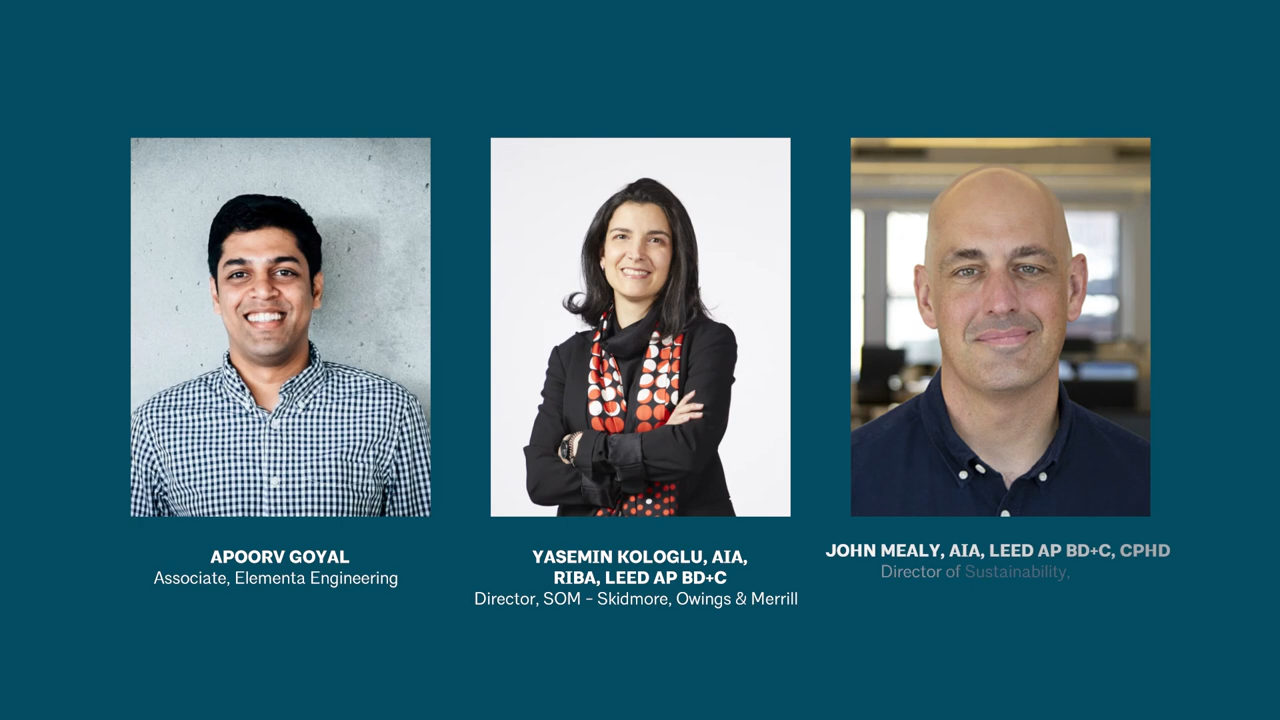 APOORV GOYAL
Associate, Elementa Engineering
YASEMIN KOLOGLU, AIA,
RIBA, LEED AP BD+C
Director, SOM – Skidmore, Owings & Merrill
JOHN MEALY, AIA, LEED AP BD+C, CPHD
Director of Sustainability,